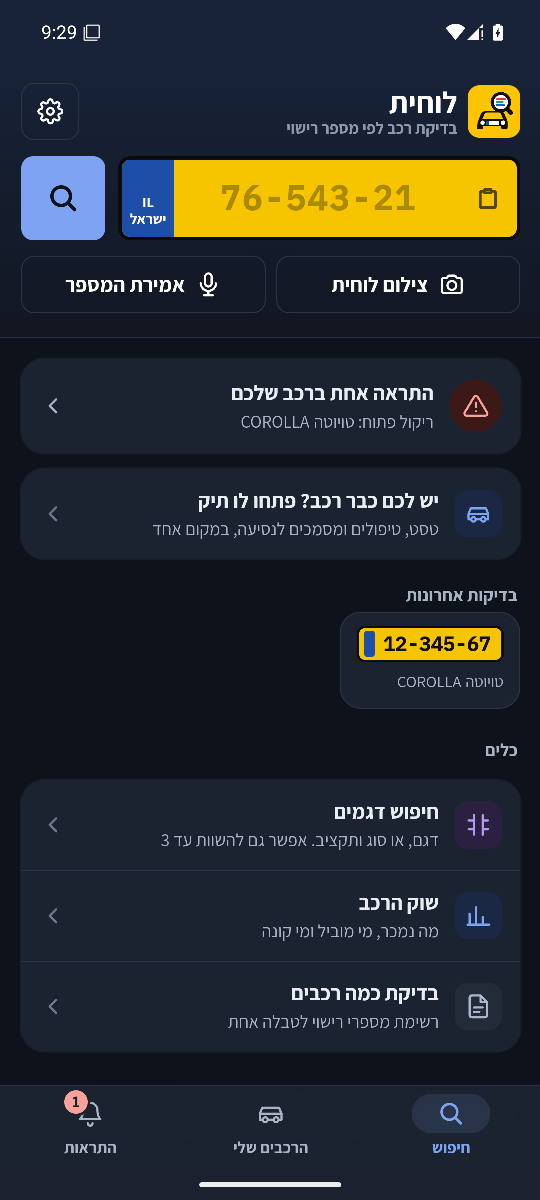 9:29
לוחית
בדיקת רכב לפי מספר רישוי
76-543-21
IL
ישראל
צילום לוחית
אמירת המספר
התראה אחת ברכב שלכם
ריקול פתוח: טויוטה COROLLA
יש לכם כבר רכב? פתחו לו תיק
טסט, טיפולים ומסמכים לנסיעה, במקום אחד
בדיקות אחרונות
12-345-67
טויוטה COROLLA
כלים
חיפוש דגמים
דגם, או סוג ותקציב. אפשר גם להשוות עד 3
שוק הרכב
מה נמכר, מי מוביל ומי קונה
בדיקת כמה רכבים
רשימת מספרי רישוי לטבלה אחת
חיפוש
הרכבים שלי
1
התראות